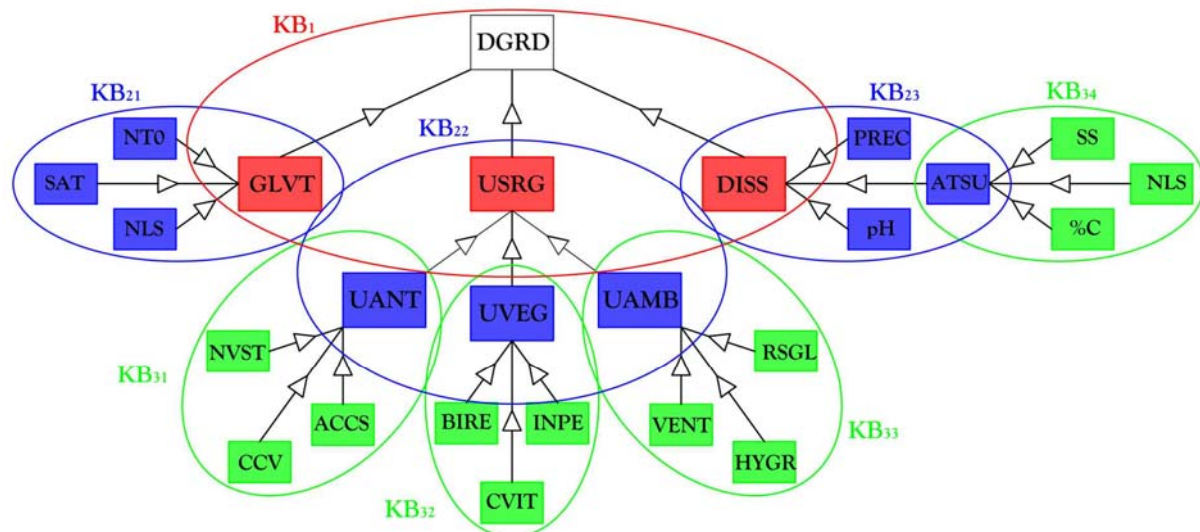 KB1
DGRD
KB21
KB22
KB23
KB34
NT0
PREC
SS
SAT
GLVT
USRG
DISS
ATSU
NLS
NLS
pH
%C
UANT
UVEG
UAMB
NVST
RSGL
KB31
ACCS
BIRE
INPE
VENT
KB33
CCV
HYGR
CVIT
KB32